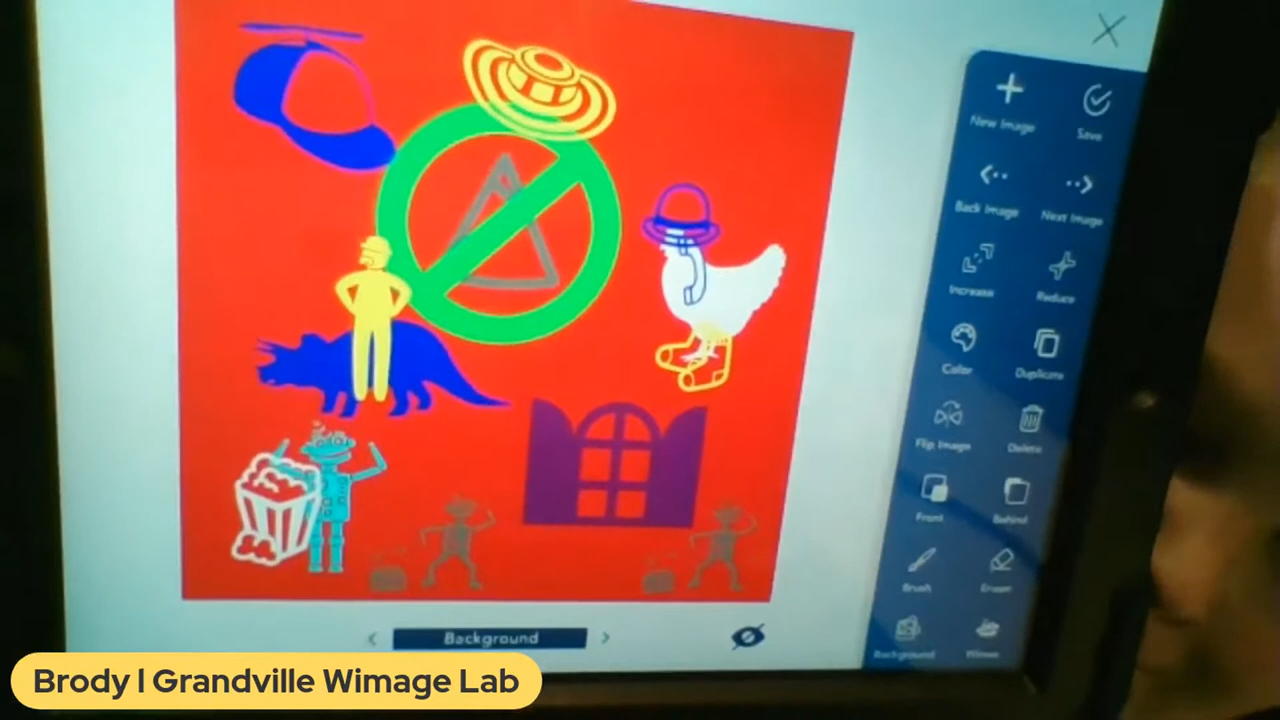 New Image
Save
Back Image
Next Image
Increase
Reduce
Color
Duplicate
Flip Image
Delete
Front
Behind
Brush
Eraser
Background
Background
Brody | Grandville Wimage Lab